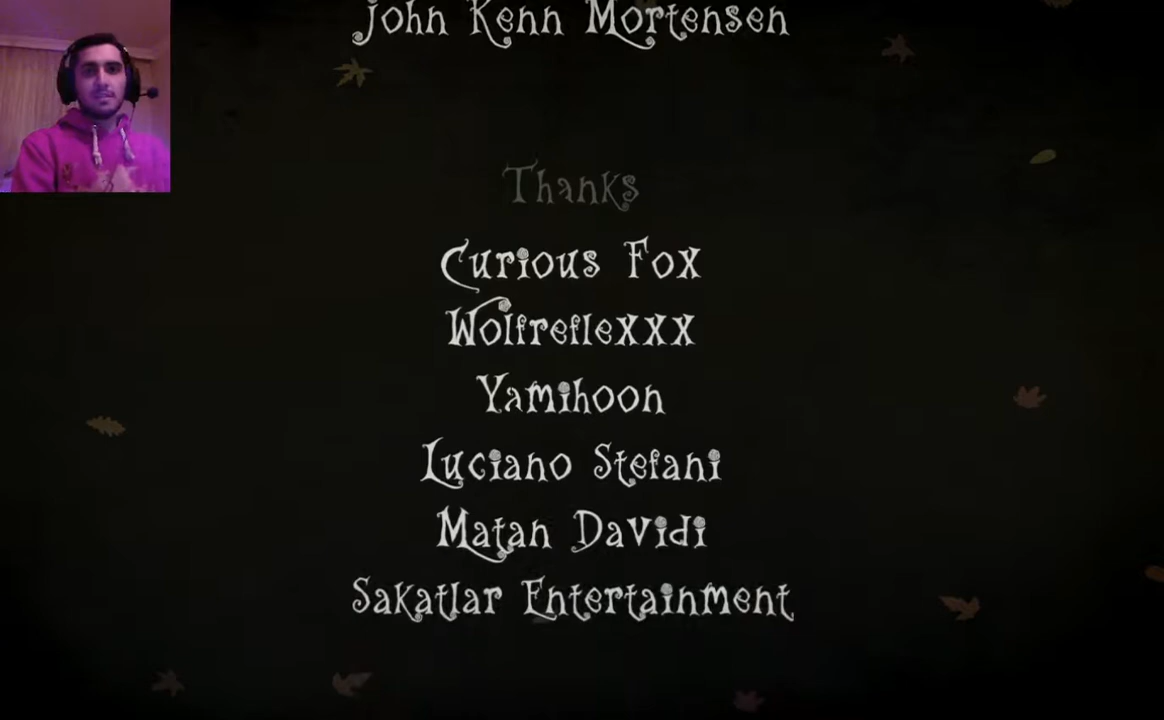 John Kenn Mortensen
Thanks
Curious Fox
Wolfreflexxx
Yamihoon
Luciano Stefani
Matan Davidi
Sakatlar Entertainment